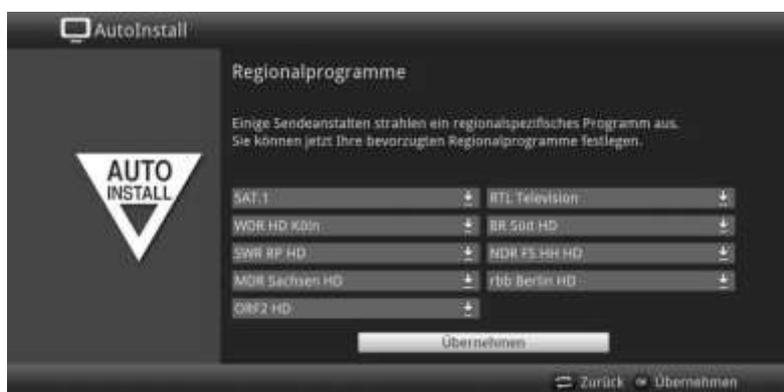 AutoInstall
Regionalprogramme
Einige Sendeanstalten strahlen ein regionalspezifisches Programm aus.
Sie können jetzt Ihre bevorzugten Regionalprogramme festlegen.
AUTO
INSTALL
SAT.1
RTL Television
WDR HD Köln
BR Süd HD
SWR RP HD
NDR FS HH HD
MDR Sachsen HD
rbb Berlin HD
ORF2 HD
Übernehmen
Zurück OK Übernehmen